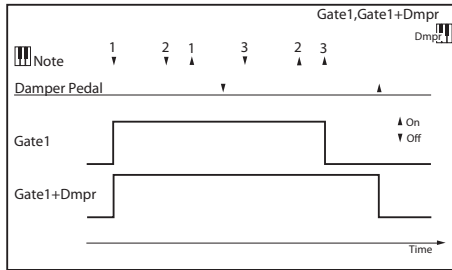 Gate1,Gate1+Dmpr
Dmpr
1 2 1 3 2 3
Note
Damper Pedal
Gate1
On
Off
Gate1+Dmpr
Time